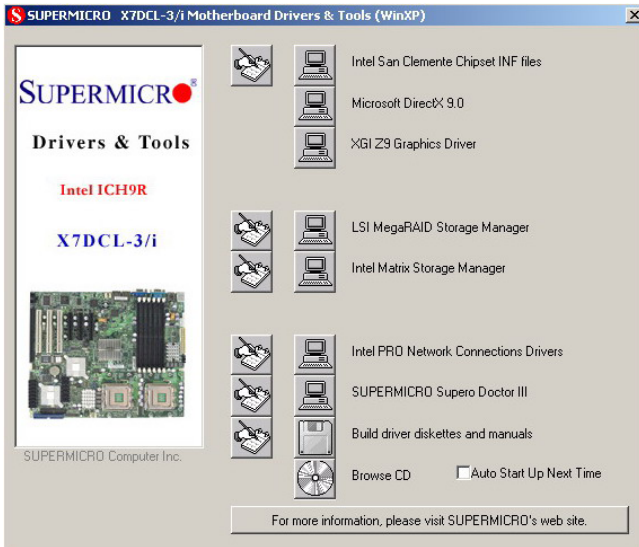 SUPERMICRO X7DCL-3/i Motherboard Drivers & Tools (WinXP)
SUPERMICRO®
Drivers & Tools
Intel ICH9R
X7DCL-3/i
SUPERMICRO Computer Inc.
Intel San Clemente Chipset INF files
Microsoft DirectX 9.0
XGI Z9 Graphics Driver
LSI MegaRAID Storage Manager
Intel Matrix Storage Manager
Intel PRO Network Connections Drivers
SUPERMICRO Supero Doctor III
Build driver diskettes and manuals
Browse CD Auto Start Up Next Time
For more information, please visit SUPERMICRO's web site.